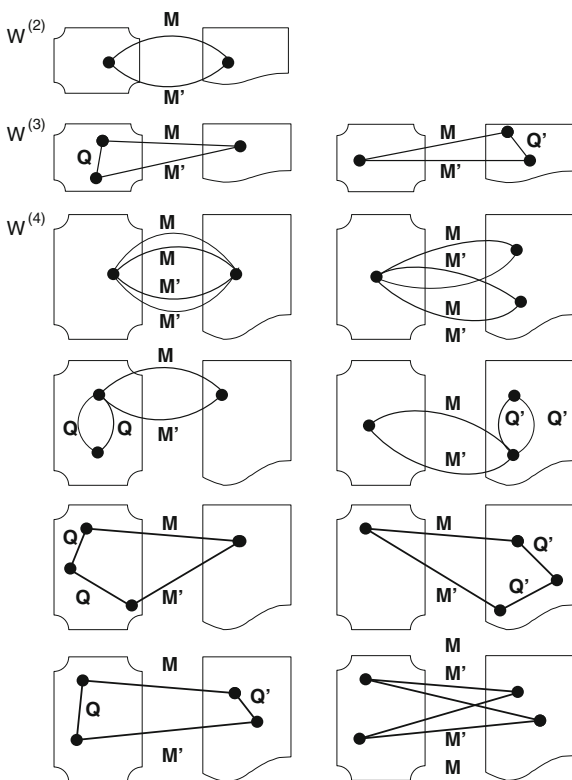 M
W(2)
M'
W(3) M M Q'
Q M' M'
W(4)
M M
M M'
M' M
M' M'
M M
Q Q M' M' Q' Q'
Q M M Q'
Q M' M' Q'
M M
Q Q' M'
M' M'
M